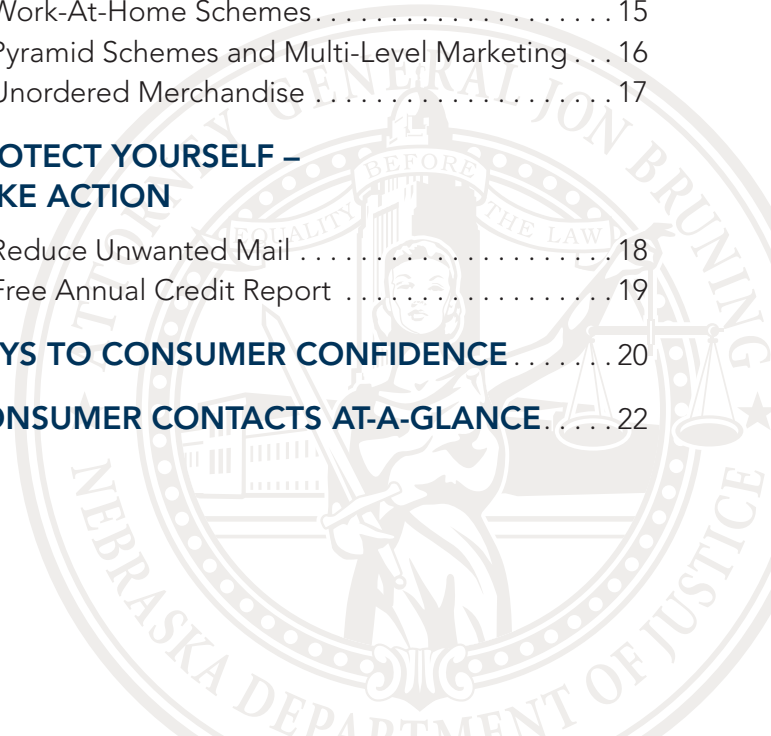 Work-At-Home Schemes. . . . . . . . . . . . . . . . . . . . . 15
Pyramid Schemes and Multi-Level Marketing . . . 16
Unordered Merchandise . . . . . . . . . . . . . . . . . . . 17
OTECT YOURSELF –
KE ACTION
Reduce Unwanted Mail . . . . . . . . . . . . . . . . . . . . 18
Free Annual Credit Report . . . . . . . . . . . . . . . . . 19
YS TO CONSUMER CONFIDENCE . . . . . . . 20
ONSUMER CONTACTS AT-A-GLANCE. . . . . 22
ATTORNEY GENERAL JON BRUNING
EQUALITY BEFORE THE LAW
NEBRASKA DEPARTMENT OF JUSTICE